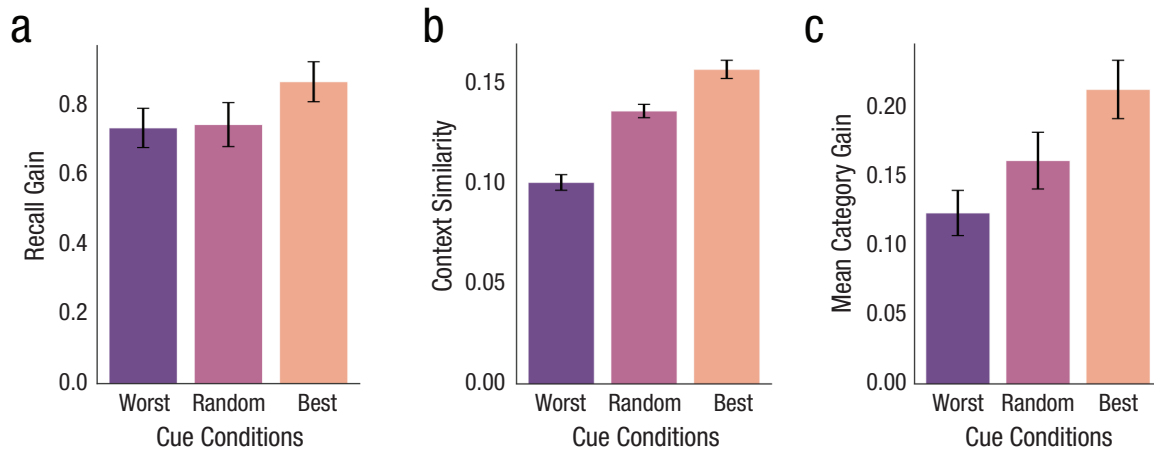 a
Recall Gain
0.8
0.6
0.4
0.2
0.0
Worst Random Best
Cue Conditions
b
Context Similarity
0.15
0.10
0.05
0.00
Worst Random Best
Cue Conditions
c
Mean Category Gain
0.20
0.15
0.10
0.05
0.00
Worst Random Best
Cue Conditions